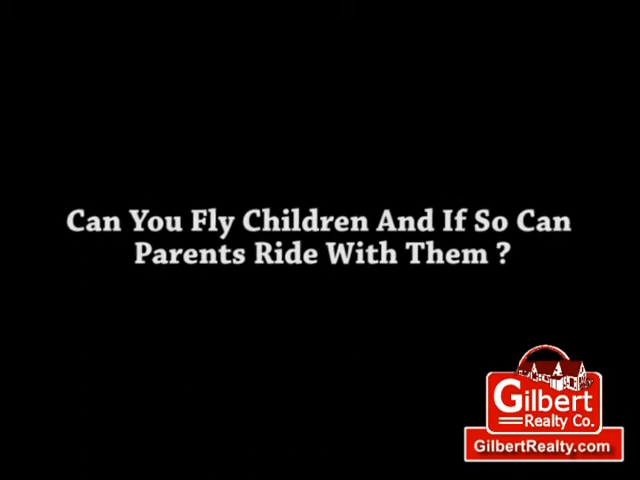 Can You Fly Children And If So Can
Parents Ride With Them ?
Gilbert
Realty Co.
GilbertRealty.com